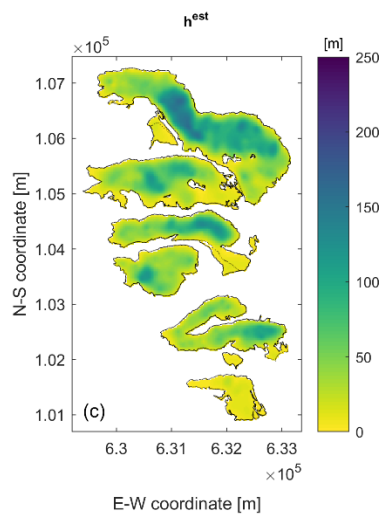 h^est
[m]
×10^5
1.07
1.06
1.05
1.04
1.03
1.02
1.01
N-S coordinate [m]
250
200
150
100
50
0
(c)
6.3 6.31 6.32 6.33
×10^5
E-W coordinate [m]